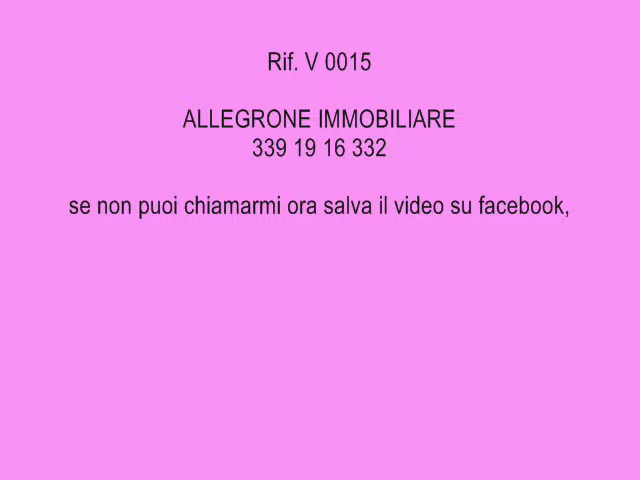 Rif. V 0015
ALLEGRONE IMMOBILIARE
339 19 16 332
se non puoi chiamarmi ora salva il video su facebook,